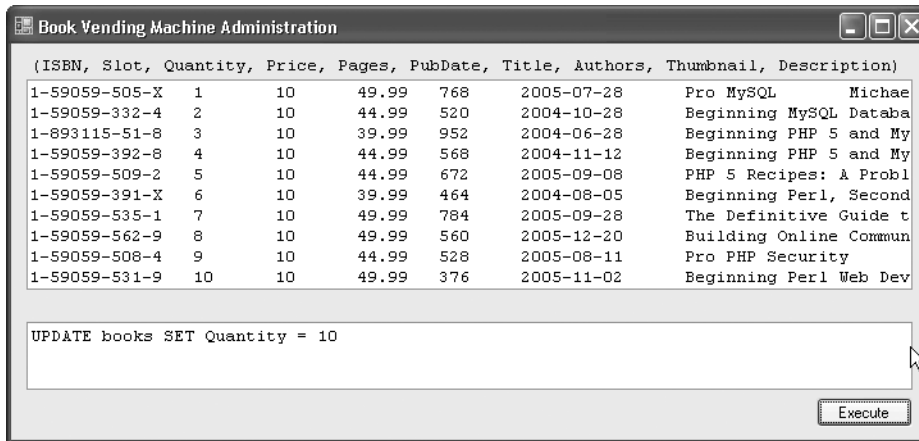 Book Vending Machine Administration
(ISBN, Slot, Quantity, Price, Pages, PubDate, Title, Authors, Thumbnail, Description)
1-59059-505-X 1 10 49.99 768 2005-07-28 Pro MySQL Michae
1-59059-332-4 2 10 44.99 520 2004-10-28 Beginning MySQL Databa
1-893115-51-8 3 10 39.99 952 2004-06-28 Beginning PHP 5 and My
1-59059-392-8 4 10 44.99 568 2004-11-12 Beginning PHP 5 and My
1-59059-509-2 5 10 44.99 672 2005-09-08 PHP 5 Recipes: A Probl
1-59059-391-X 6 10 39.99 464 2004-08-05 Beginning Perl, Second
1-59059-535-1 7 10 49.99 784 2005-09-28 The Definitive Guide t
1-59059-562-9 8 10 49.99 560 2005-12-20 Building Online Commun
1-59059-508-4 9 10 44.99 528 2005-08-11 Pro PHP Security
1-59059-531-9 10 10 49.99 376 2005-11-02 Beginning Perl Web Dev
UPDATE books SET Quantity = 10
Execute